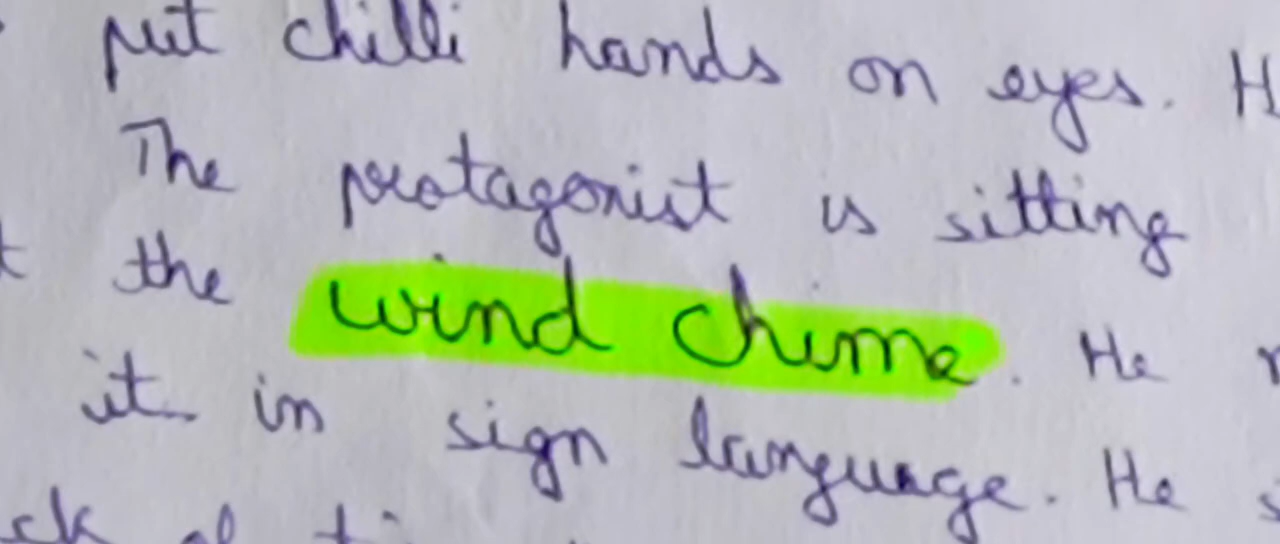 put chilli hands on eyes. H
The protagonist is sitting
the wind chime. He
it in sign language. He